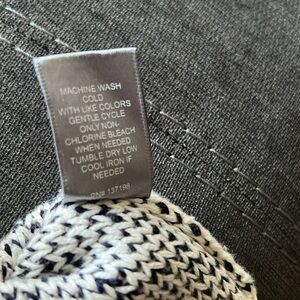 MACHINE WASH
COLD
WITH LIKE COLORS
GENTLE CYCLE
ONLY NON-
CHLORINE BLEACH
WHEN NEEDED
TUMBLE DRY LOW
COOL IRON IF
NEEDED
RN# 137198